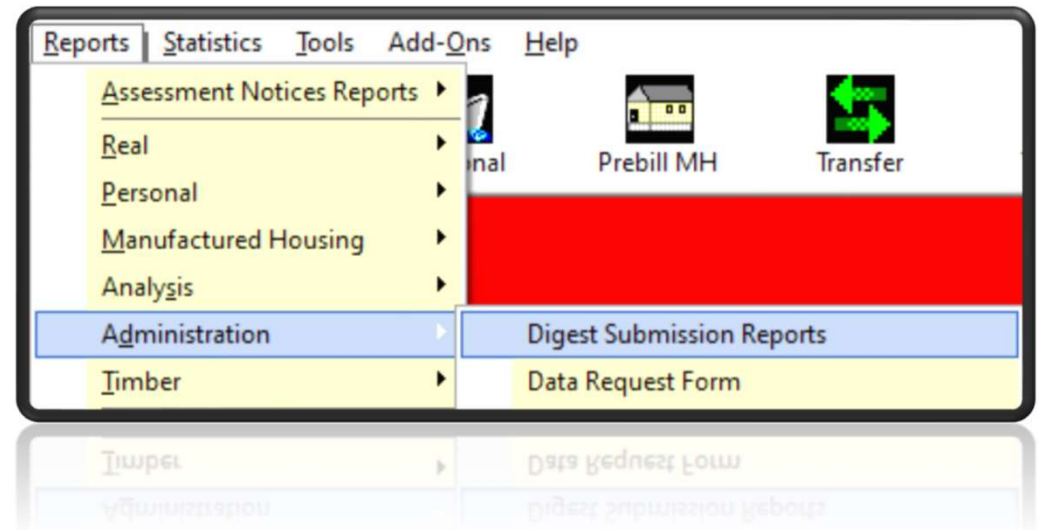 Reports Statistics Tools Add-Ons Help
Assessment Notices Reports
Real
Personal
Manufactured Housing
Analysis
Administration
Timber
Prebill MH
Transfer
Digest Submission Reports
Data Request Form